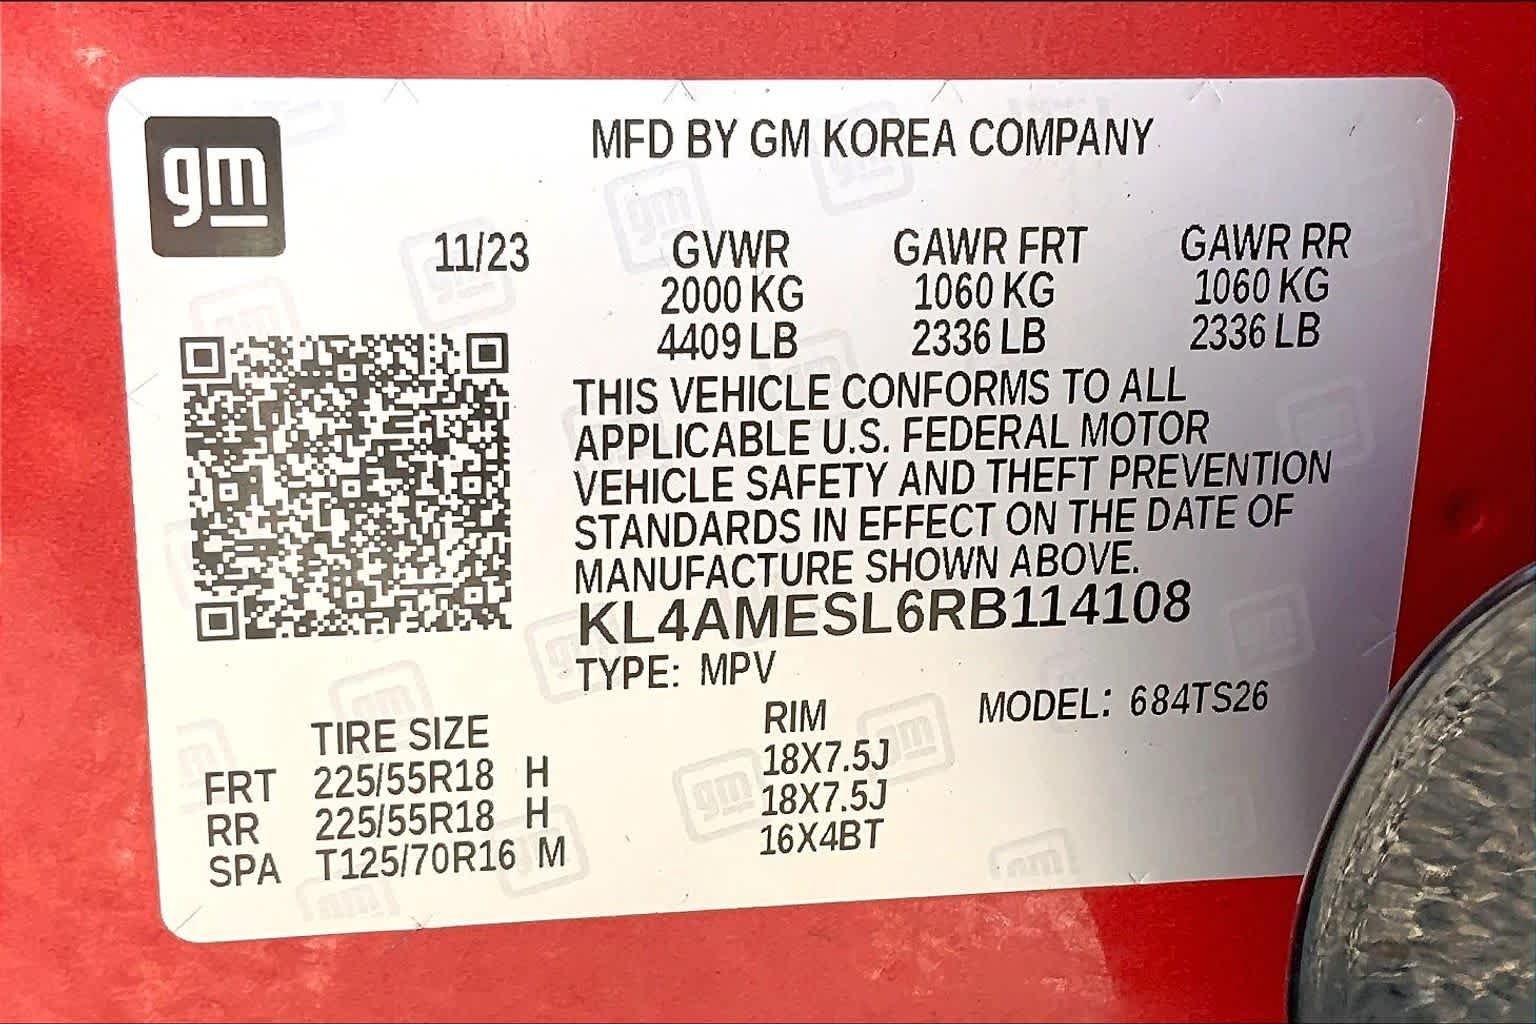 gm
MFD BY GM KOREA COMPANY
11/23 GVWR GAWR FRT GAWR RR
2000 KG 1060 KG 1060 KG
4409 LB 2336 LB 2336 LB
THIS VEHICLE CONFORMS TO ALL
APPLICABLE U.S. FEDERAL MOTOR
VEHICLE SAFETY AND THEFT PREVENTION
STANDARDS IN EFFECT ON THE DATE OF
MANUFACTURE SHOWN ABOVE.
KL4AMESL6RB114108
TYPE: MPV
MODEL: 684TS26
TIRE SIZE RIM
FRT 225/55R18 H 18X7.5J
RR 225/55R18 H 18X7.5J
SPA T125/70R16 M 16X4BT